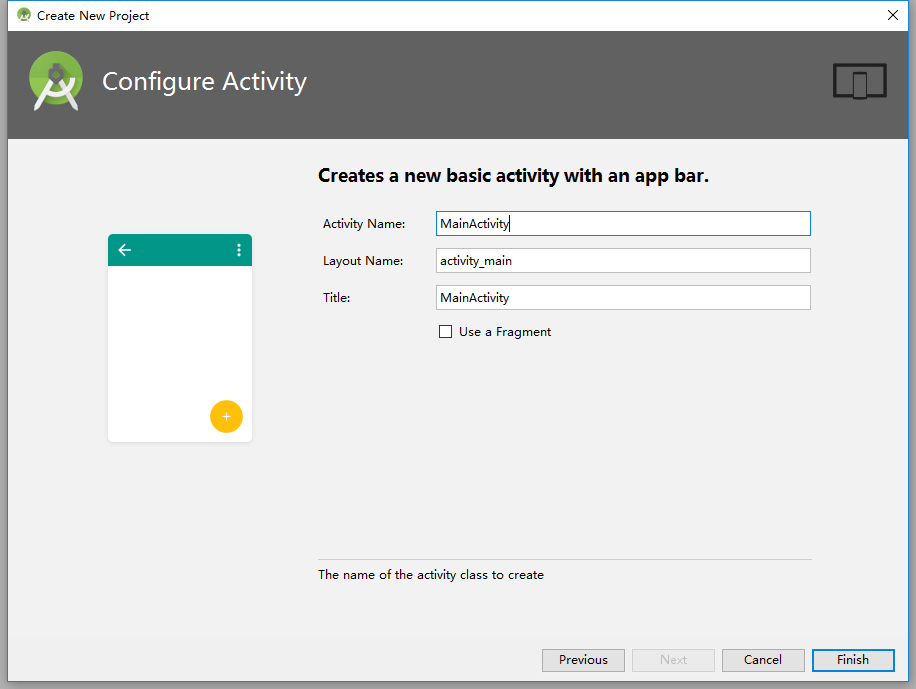 Create New Project
Configure Activity
Creates a new basic activity with an app bar.
Activity Name: MainActivity
Layout Name: activity_main
Title: MainActivity
Use a Fragment
The name of the activity class to create
Previous Next Cancel Finish